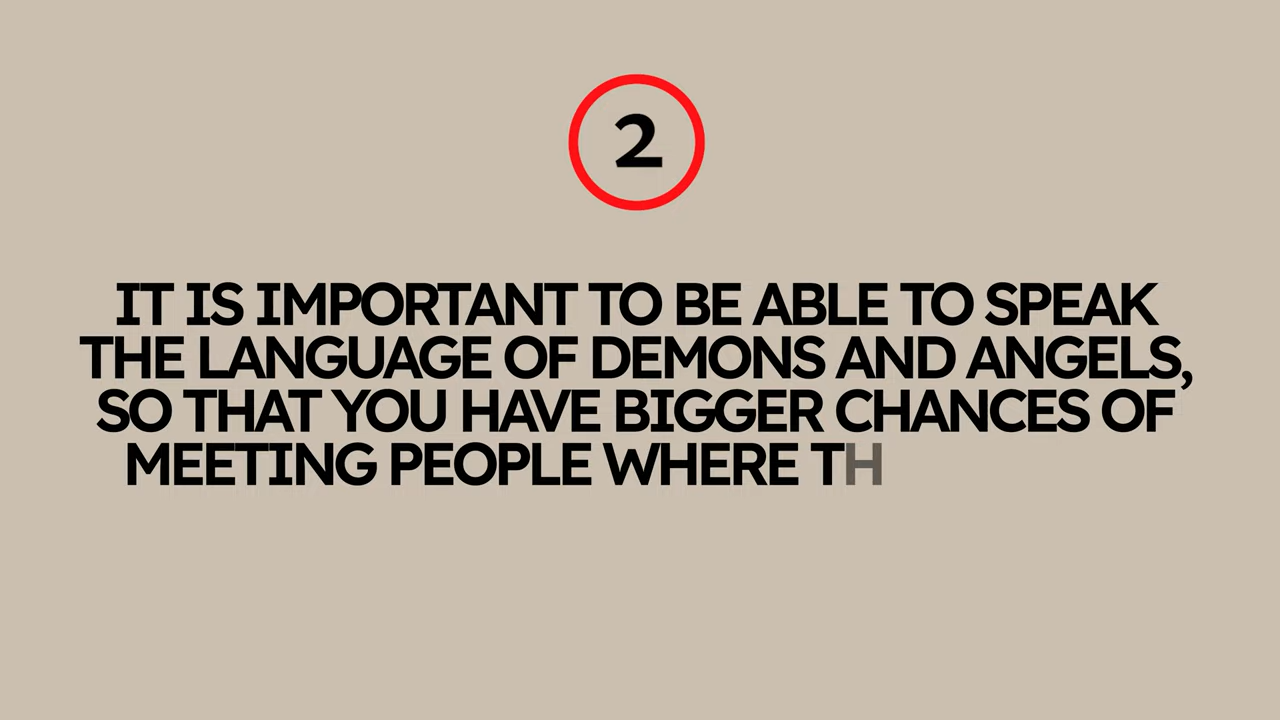 2
IT IS IMPORTANT TO BE ABLE TO SPEAK
THE LANGUAGE OF DEMONS AND ANGELS,
SO THAT YOU HAVE BIGGER CHANCES OF
MEETING PEOPLE WHERE TH